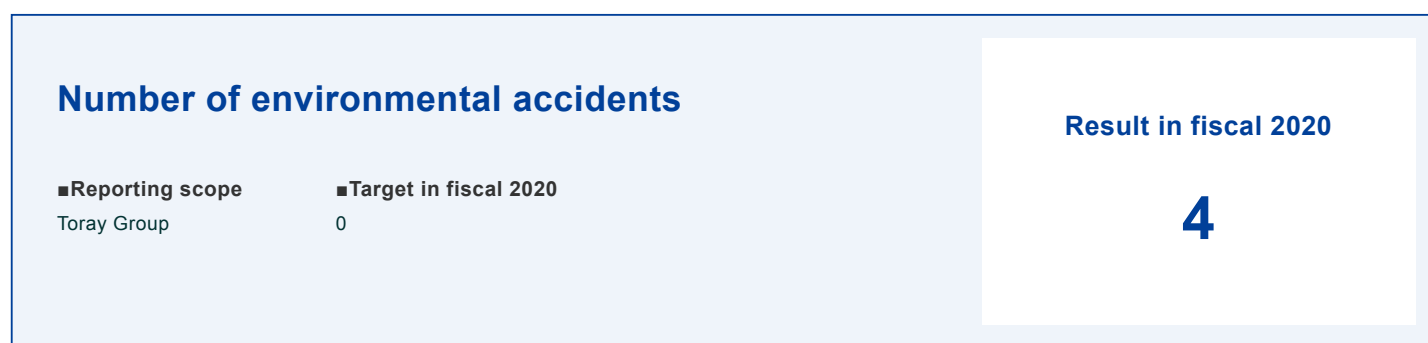 Number of environmental accidents
Result in fiscal 2020
■Reporting scope
■Target in fiscal 2020
Toray Group
0
4